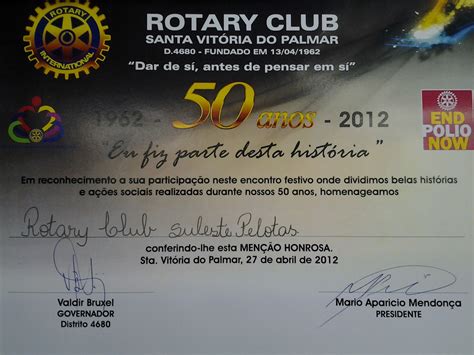 ROTARY CLUB
SANTA VITÓRIA DO PALMAR
D.4680 - FUNDADO EM 13/04/1962
"Dar de sí, antes de pensar em sí"
ROTARY
INTERNATIONAL
1962 - 50 anos - 2012
END
POLIO
NOW
"Eu fiz parte desta história"
Em reconhecimento a sua participação neste encontro festivo onde dividimos belas histórias
e ações sociais realizadas durante nossos 50 anos, homenageamos
Rotary Club sulestePelotas
conferindo-lhe esta MENÇÃO HONROSA.
Sta. Vitória do Palmar, 27 de abril de 2012
Valdir Bruxel
GOVERNADOR
Distrito 4680
Mario Aparicio Mendonça
PRESIDENTE